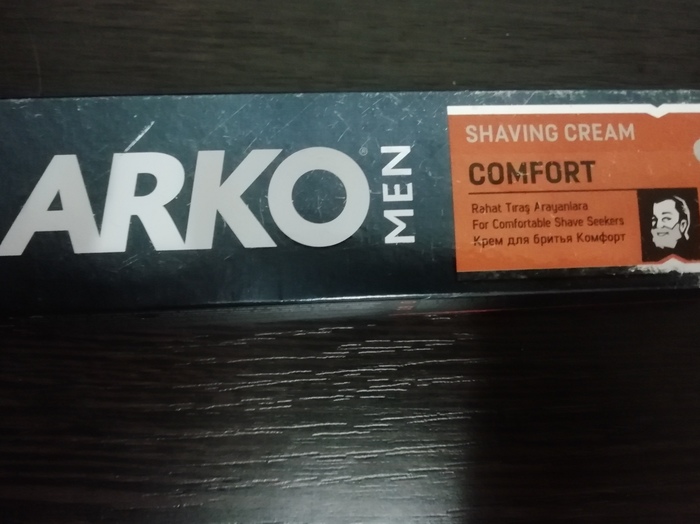 ARKO®
MEN
SHAVING CREAM
COMFORT
Rahat Tıraş Arayanlara
For Comfortable Shave Seekers
Крем для бритья Комфорт